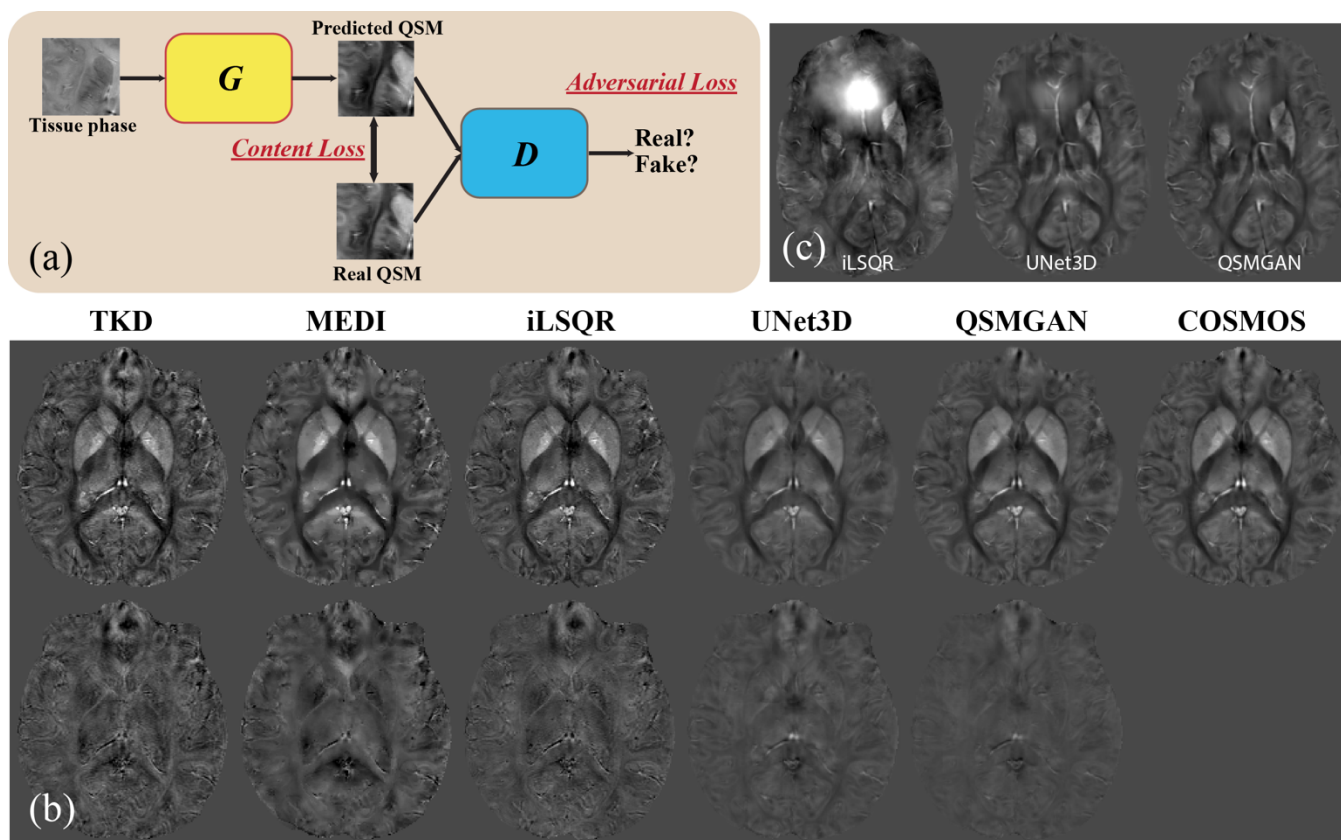 Predicted QSM
G
Tissue phase
Content Loss
Adversarial Loss
D
Real?
Fake?
Real QSM
(a)
(c)
iLSQR
UNet3D
QSMGAN
TKD
MEDI
iLSQR
UNet3D
QSMGAN
COSMOS
(b)